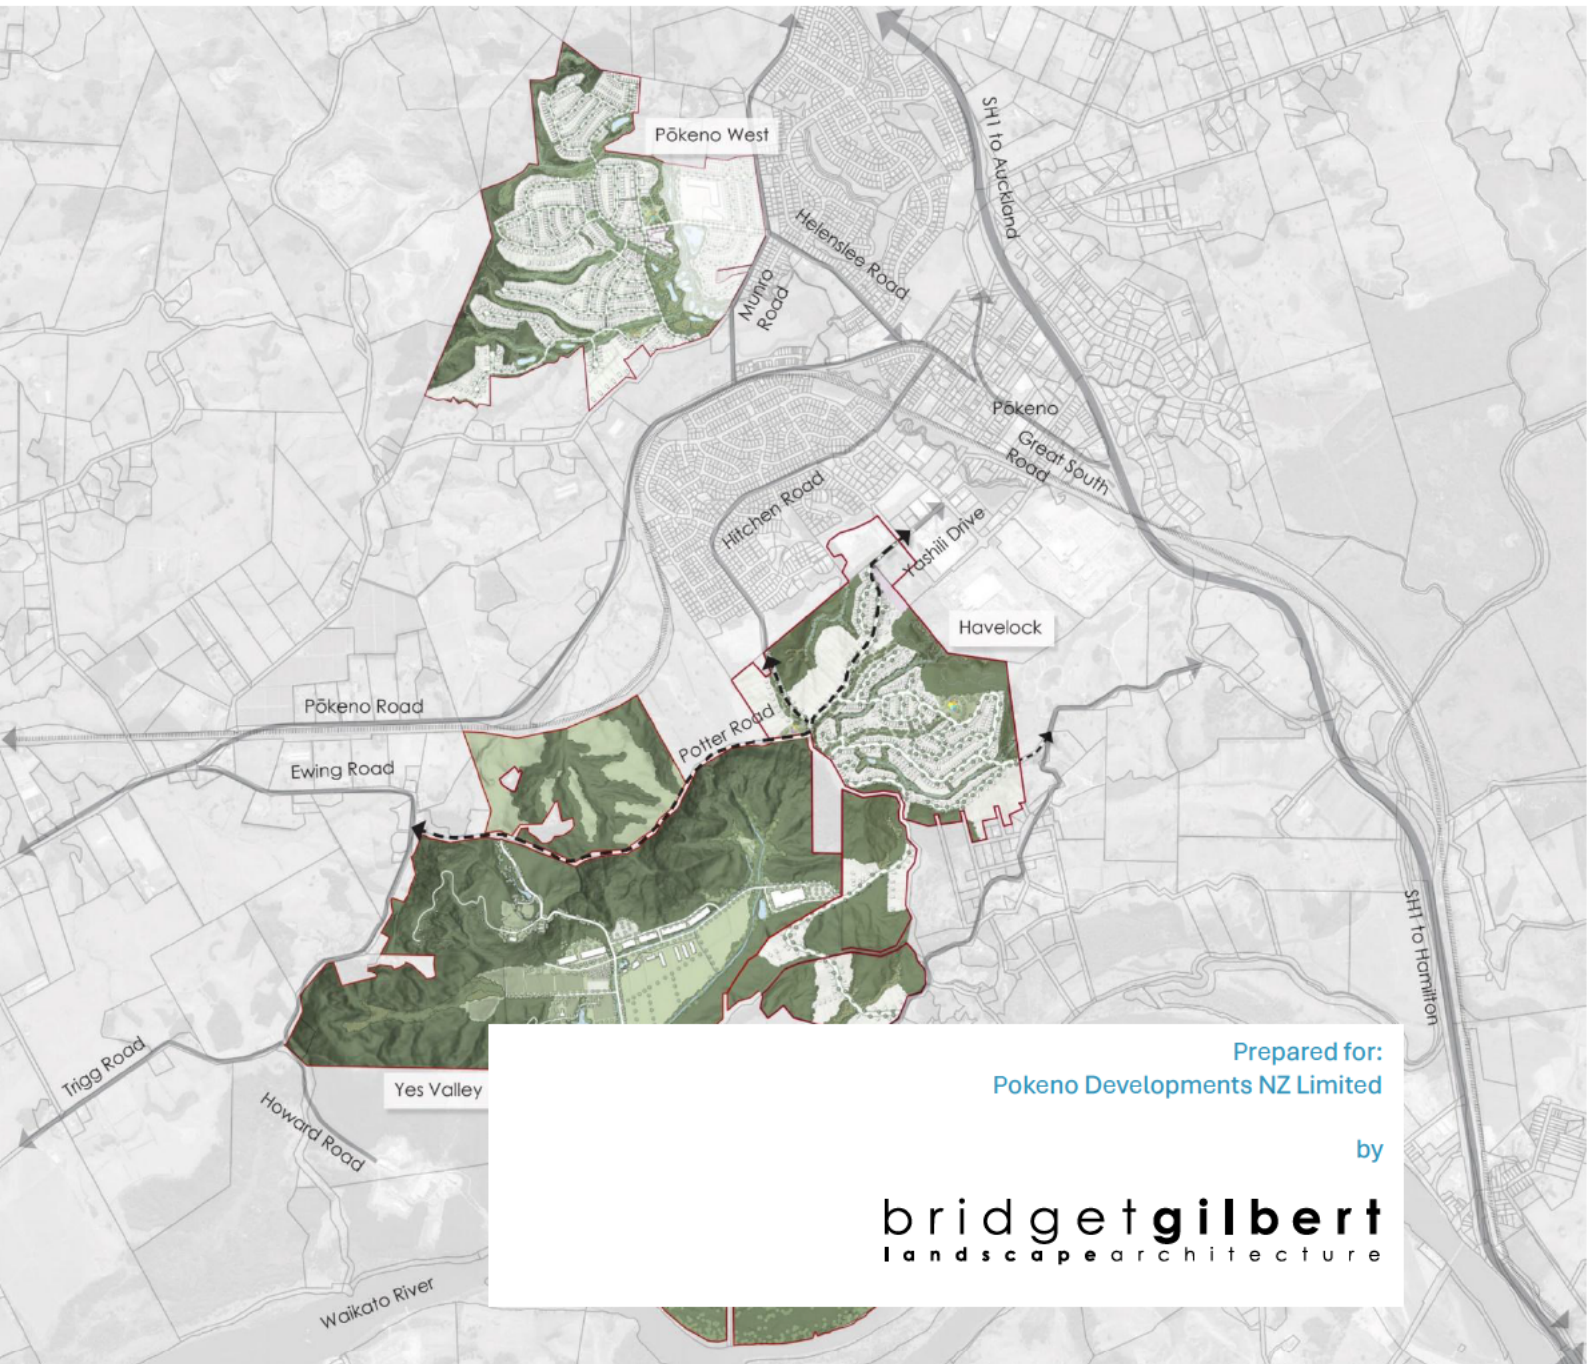 Pōkeno West
SH1 to Auckland
Helenslee Road
Munro
Road
Pōkeno
Great South
Road
Hitchen Road
Yashili Drive
Havelock
Pōkeno Road
Potter Road
Ewing Road
SH1 to Hamilton
Trigg Road
Yes Valley
Howard Road
Waikato River
Prepared for:
Pokeno Developments NZ Limited
by
bridgetgilbert
landscapearchitecture